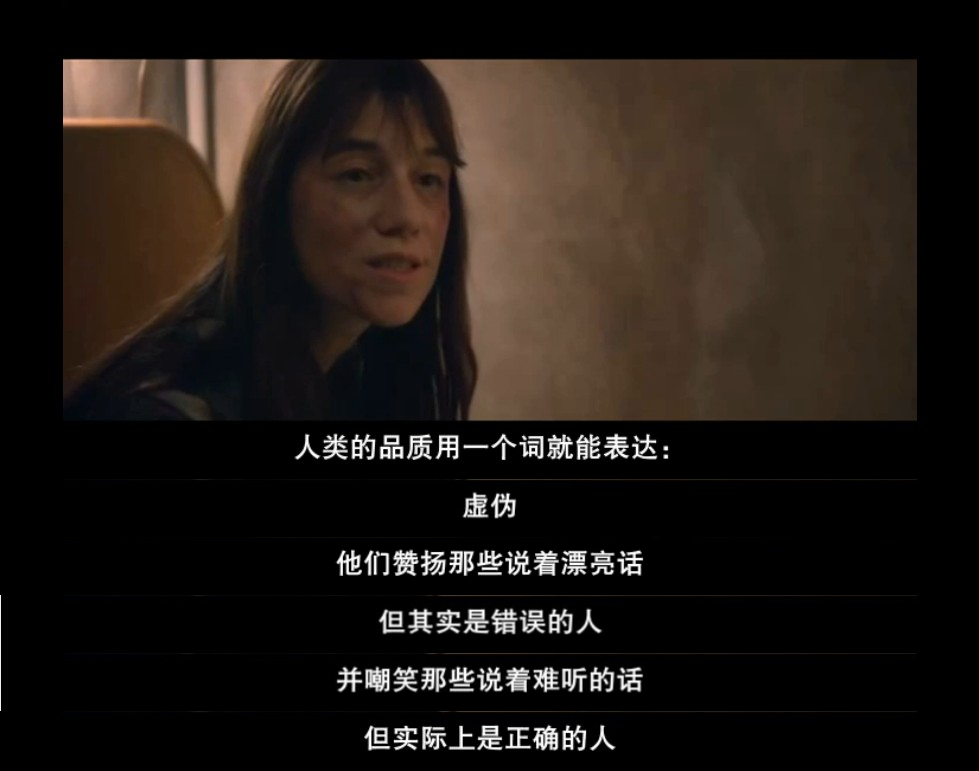 人类的品质用一个词就能表达：
虚伪
他们赞扬那些说着漂亮话
但其实是错误的人
并嘲笑那些说着难听的话
但实际上是正确的人